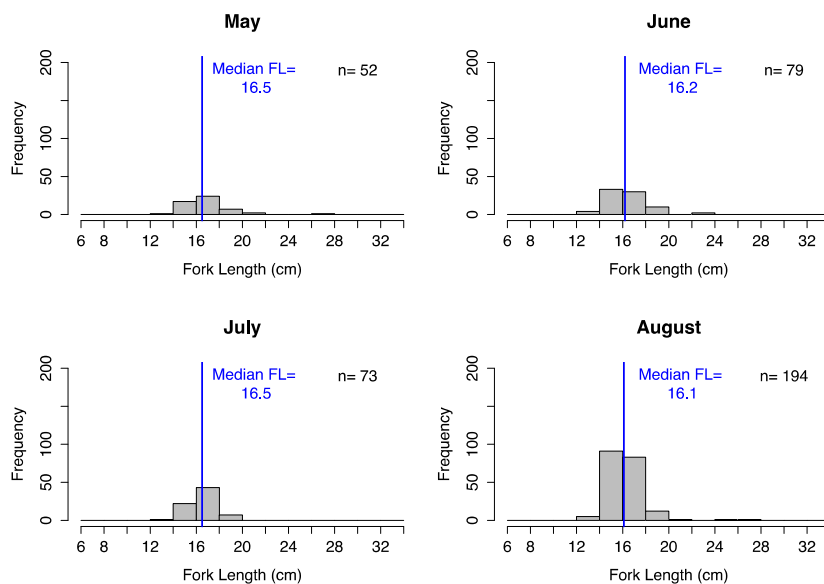 May
Median FL=
16.5
n= 52
Frequency
200
100
50
0
6 8 12 16 20 24 28 32
Fork Length (cm)
June
Median FL=
16.2
n= 79
Frequency
200
100
50
0
6 8 12 16 20 24 28 32
Fork Length (cm)
July
Median FL=
16.5
n= 73
Frequency
200
100
50
0
6 8 12 16 20 24 28 32
Fork Length (cm)
August
Median FL=
16.1
n= 194
Frequency
200
100
50
0
6 8 12 16 20 24 28 32
Fork Length (cm)